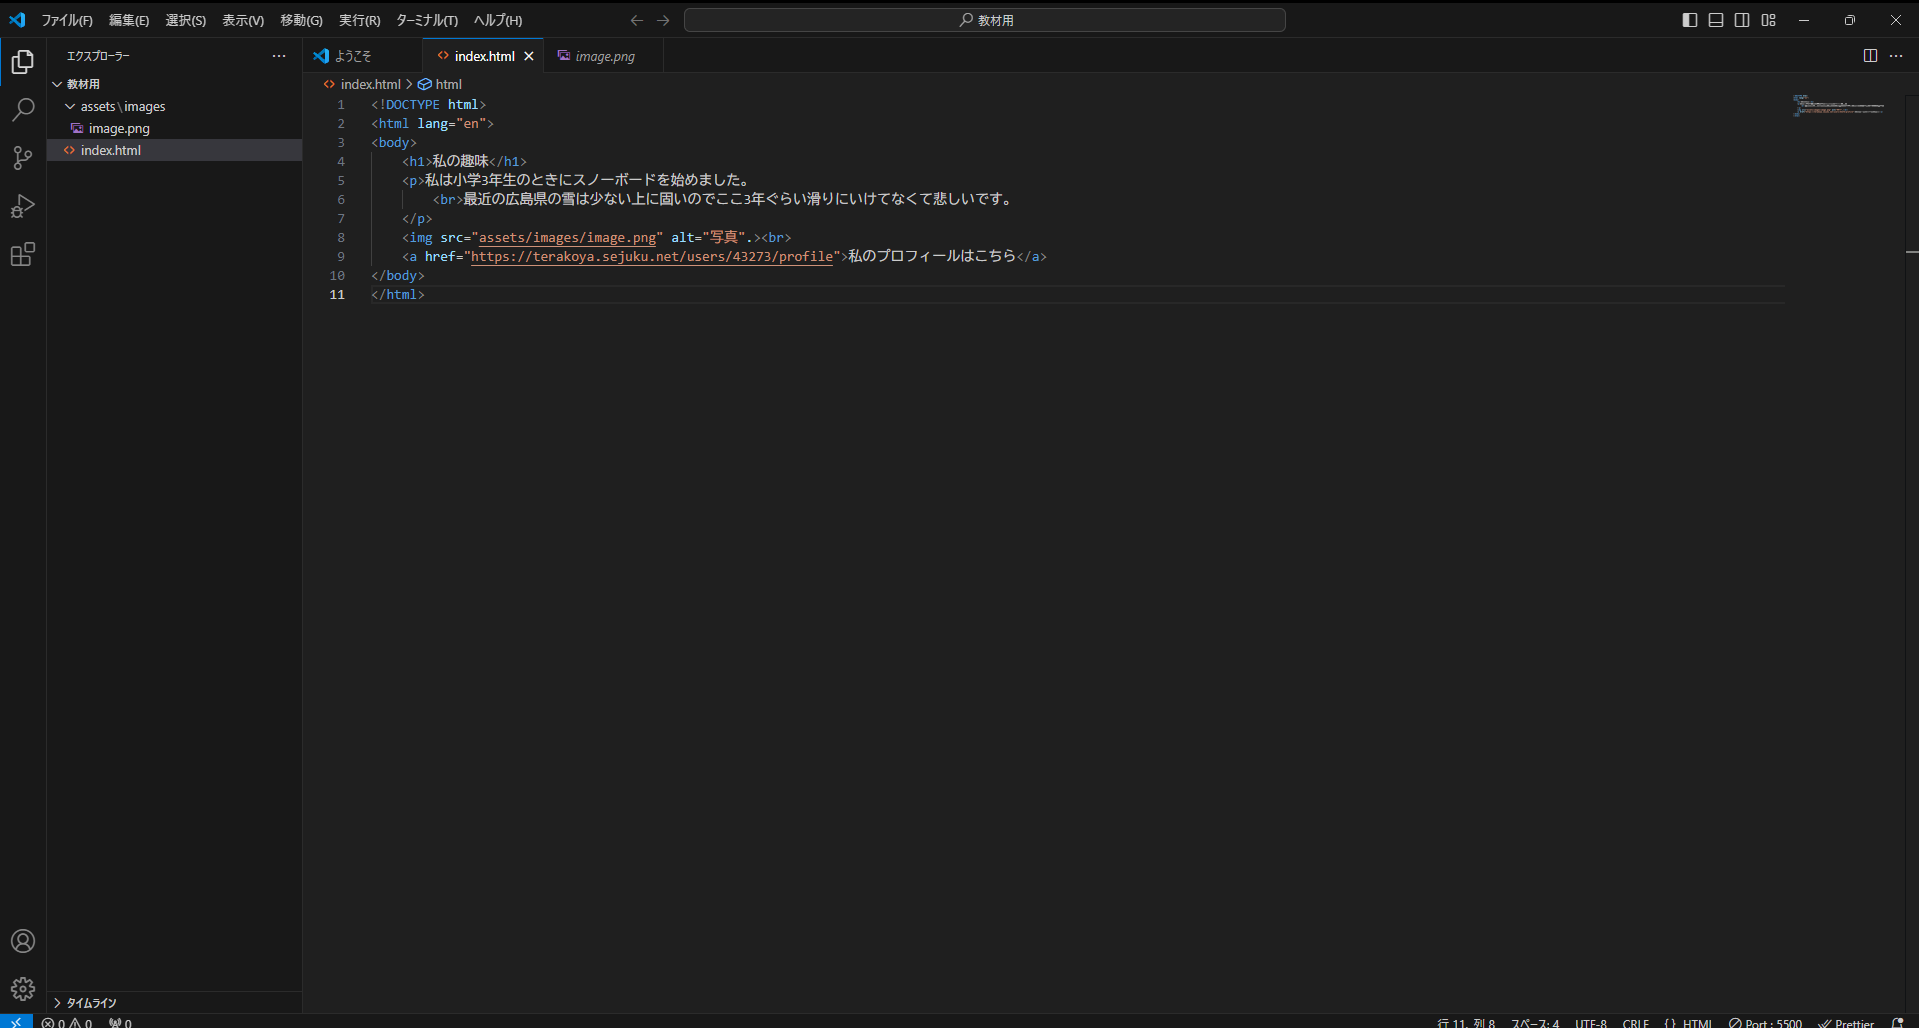 ファイル(F) 編集(E) 選択(S) 表示(V) 移動(G) 実行(R) ターミナル(T) ヘルプ(H)
教材用
エクスプローラー
教材用
assets\images
image.png
index.html
ようこそ
index.html
image.png
index.html > html
1 <!DOCTYPE html>
2 <html lang="en">
3 <body>
4 <h1>私の趣味</h1>
5 <p>私は小学3年生のときにスノーボードを始めました。
6 <br>最近の広島県の雪は少ない上に固いのでここ3年ぐらい滑りにいけてなくて悲しいです。
7 </p>
8 <img src="assets/images/image.png" alt="写真".><br>
9 <a href="https://terakoya.sejuku.net/users/43273/profile">私のプロフィールはこちら</a>
10 </body>
11 </html>
タイムライン
0 0 0
行 11、列 8 スペース: 4 UTF-8 CRLF {} HTML Port : 5500 Prettier